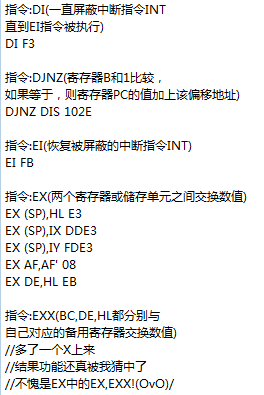 指令:DI(一直屏蔽中断指令INT
直到EI指令被执行)
DI F3
指令:DJNZ(寄存器B和1比较，
如果等于，则寄存器PC的值加上该偏移地址)
DJNZ DIS 102E
指令:EI(恢复被屏蔽的中断指令INT)
EI FB
指令:EX(两个寄存器或储存单元之间交换数值)
EX (SP),HL E3
EX (SP),IX DDE3
EX (SP),IY FDE3
EX AF,AF' 08
EX DE,HL EB
指令:EXX(BC,DE,HL都分别与
自己对应的备用寄存器交换数值)
//多了一个X上来
//结果功能还真被我猜中了
//不愧是EX中的EX,EXX!(OvO)/